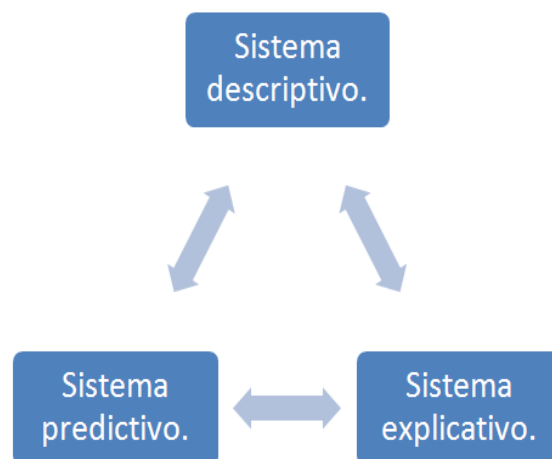 Sistema
descriptivo.
Sistema
predictivo.
Sistema
explicativo.